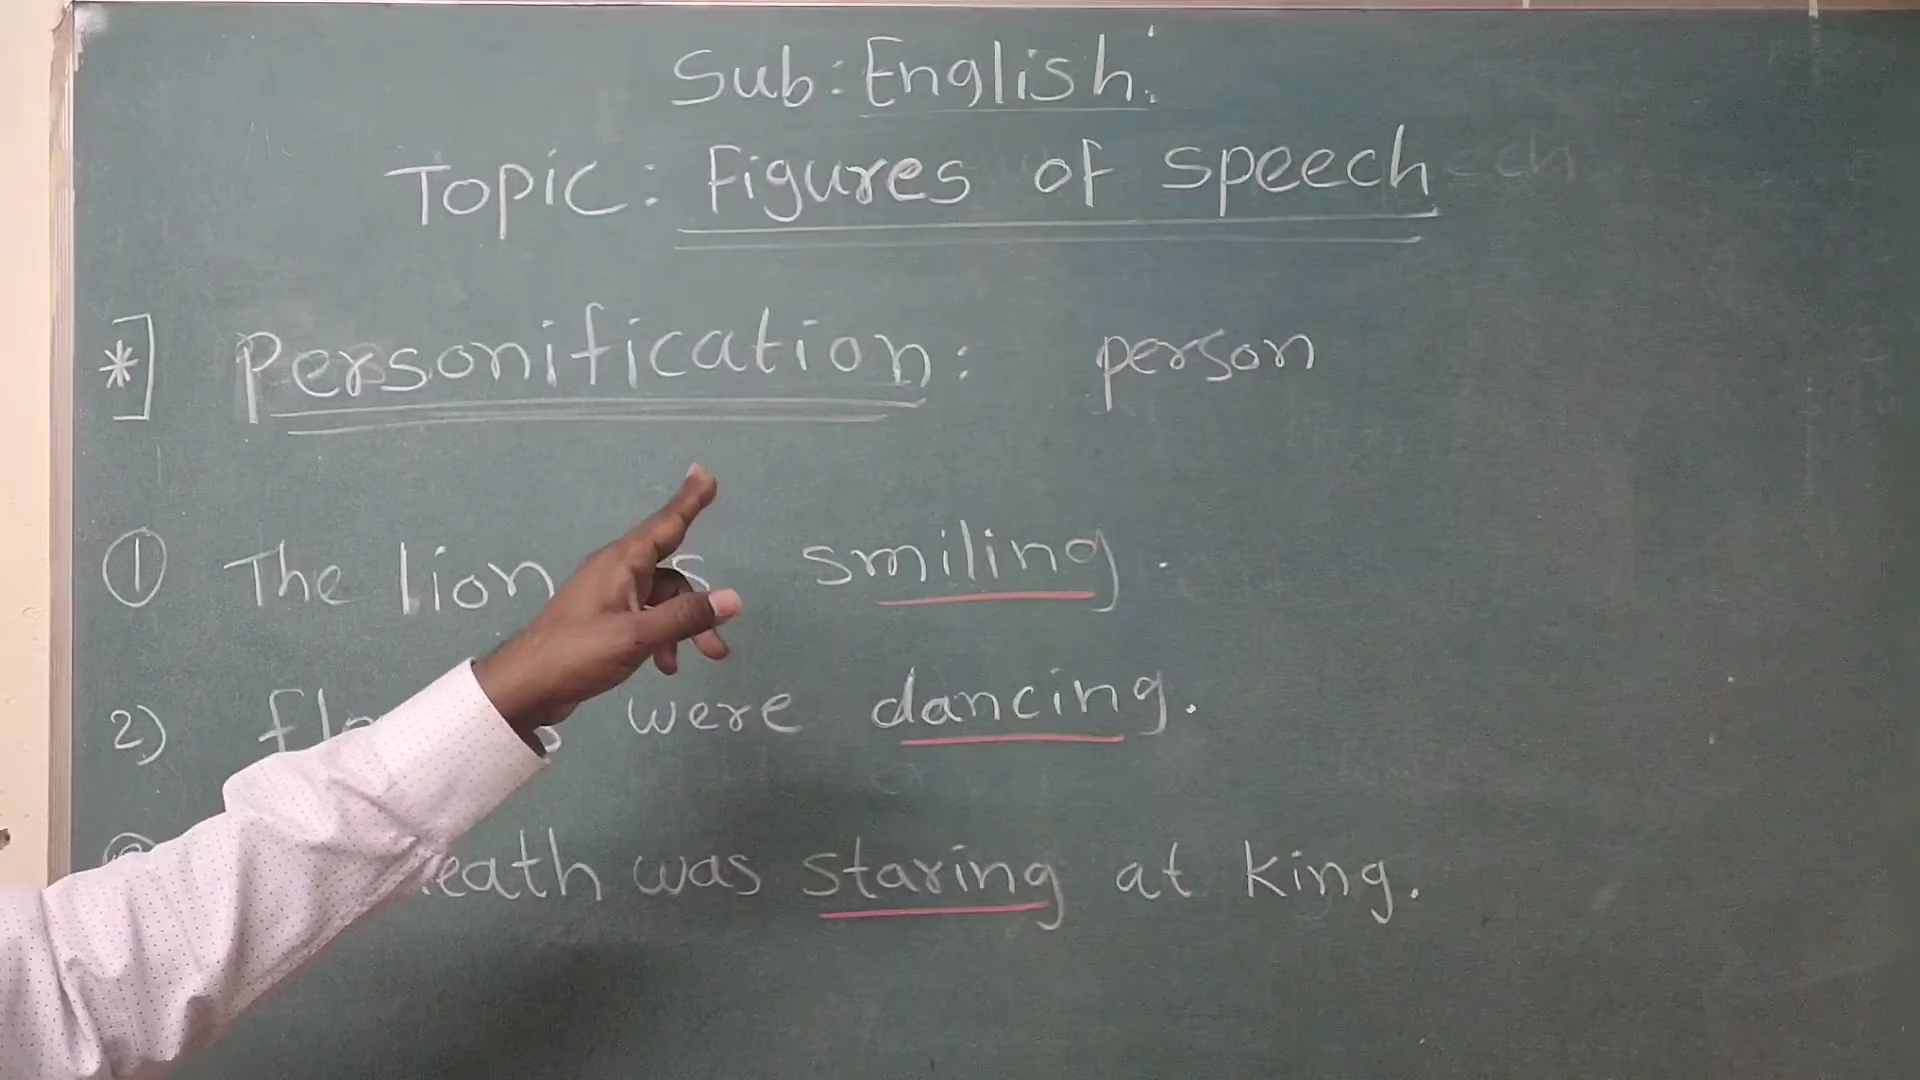 Sub: English
Topic: Figures of speech
*] Personification: person
1 The lion smiling.
2) were dancing.
was staring at king.